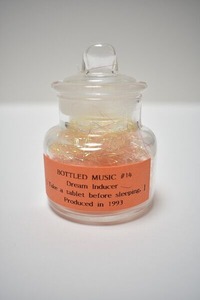 BOTTLED MUSIC #16
Dream Inducer
Take a tablet before sleeping.
Produced in 1993